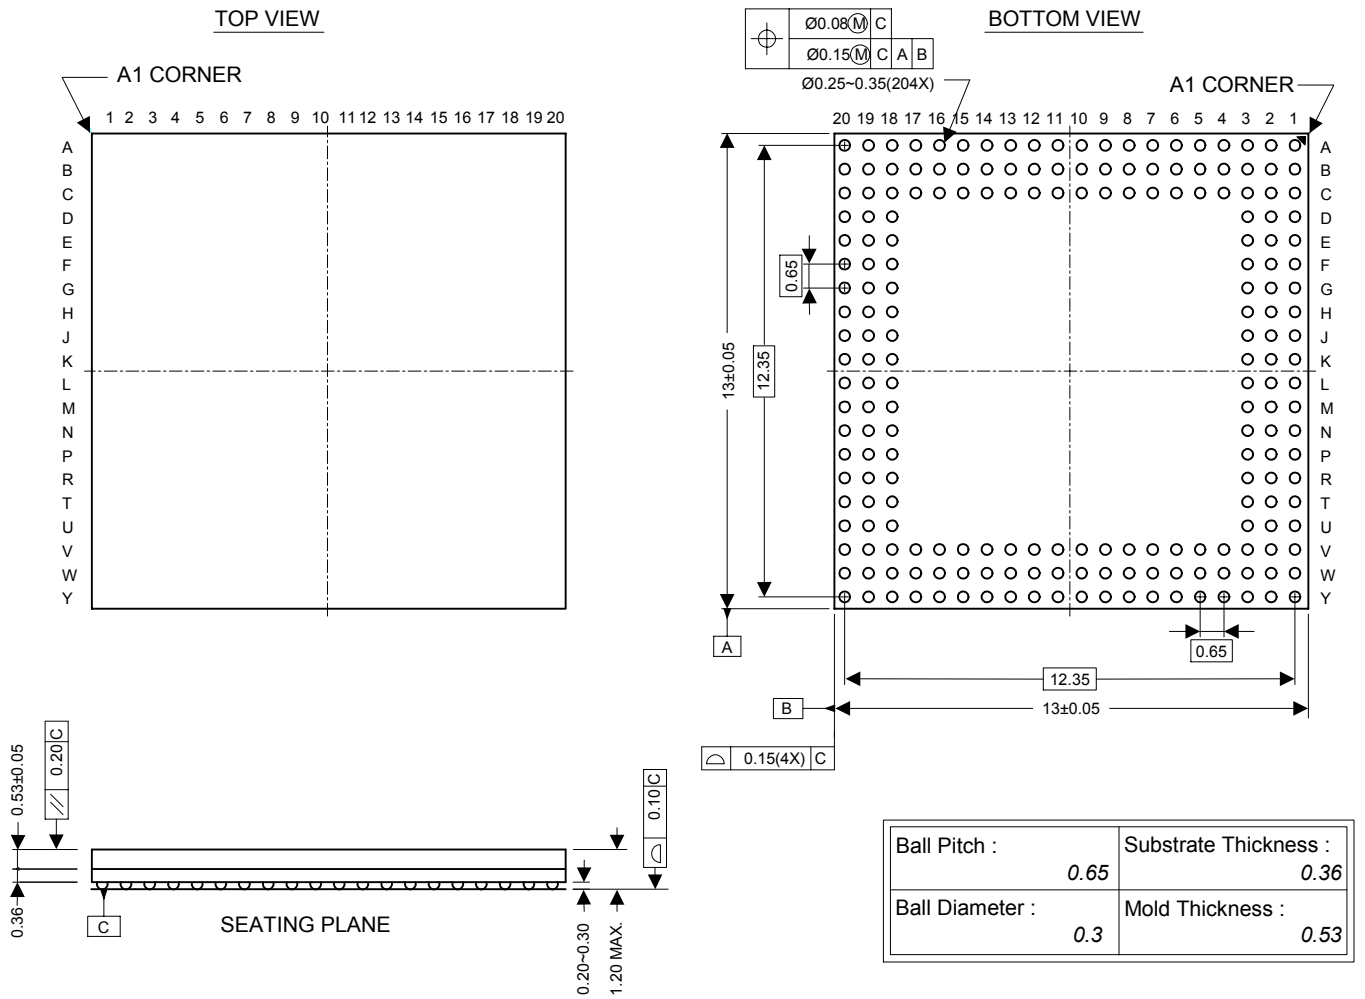 TOP VIEW
A1 CORNER
1 2 3 4 5 6 7 8 9 10 11 12 13 14 15 16 17 18 19 20
A
B
C
D
E
F
G
H
J
K
L
M
N
P
R
T
U
V
W
Y
BOTTOM VIEW
Ø0.08Ⓜ C
Ø0.15Ⓜ C A B
Ø0.25~0.35(204X)
A1 CORNER
20 19 18 17 16 15 14 13 12 11 10 9 8 7 6 5 4 3 2 1
A
B
C
D
E
F
G
H
J
K
L
M
N
P
R
T
U
V
W
Y
0.65
13±0.05
12.35
A
0.65
12.35
B
13±0.05
0.15(4X) C
0.53±0.05
0.20 C
0.10 C
0.36
C
SEATING PLANE
0.20~0.30
1.20 MAX.
Ball Pitch :
0.65
Substrate Thickness :
0.36
Ball Diameter :
0.3
Mold Thickness :
0.53